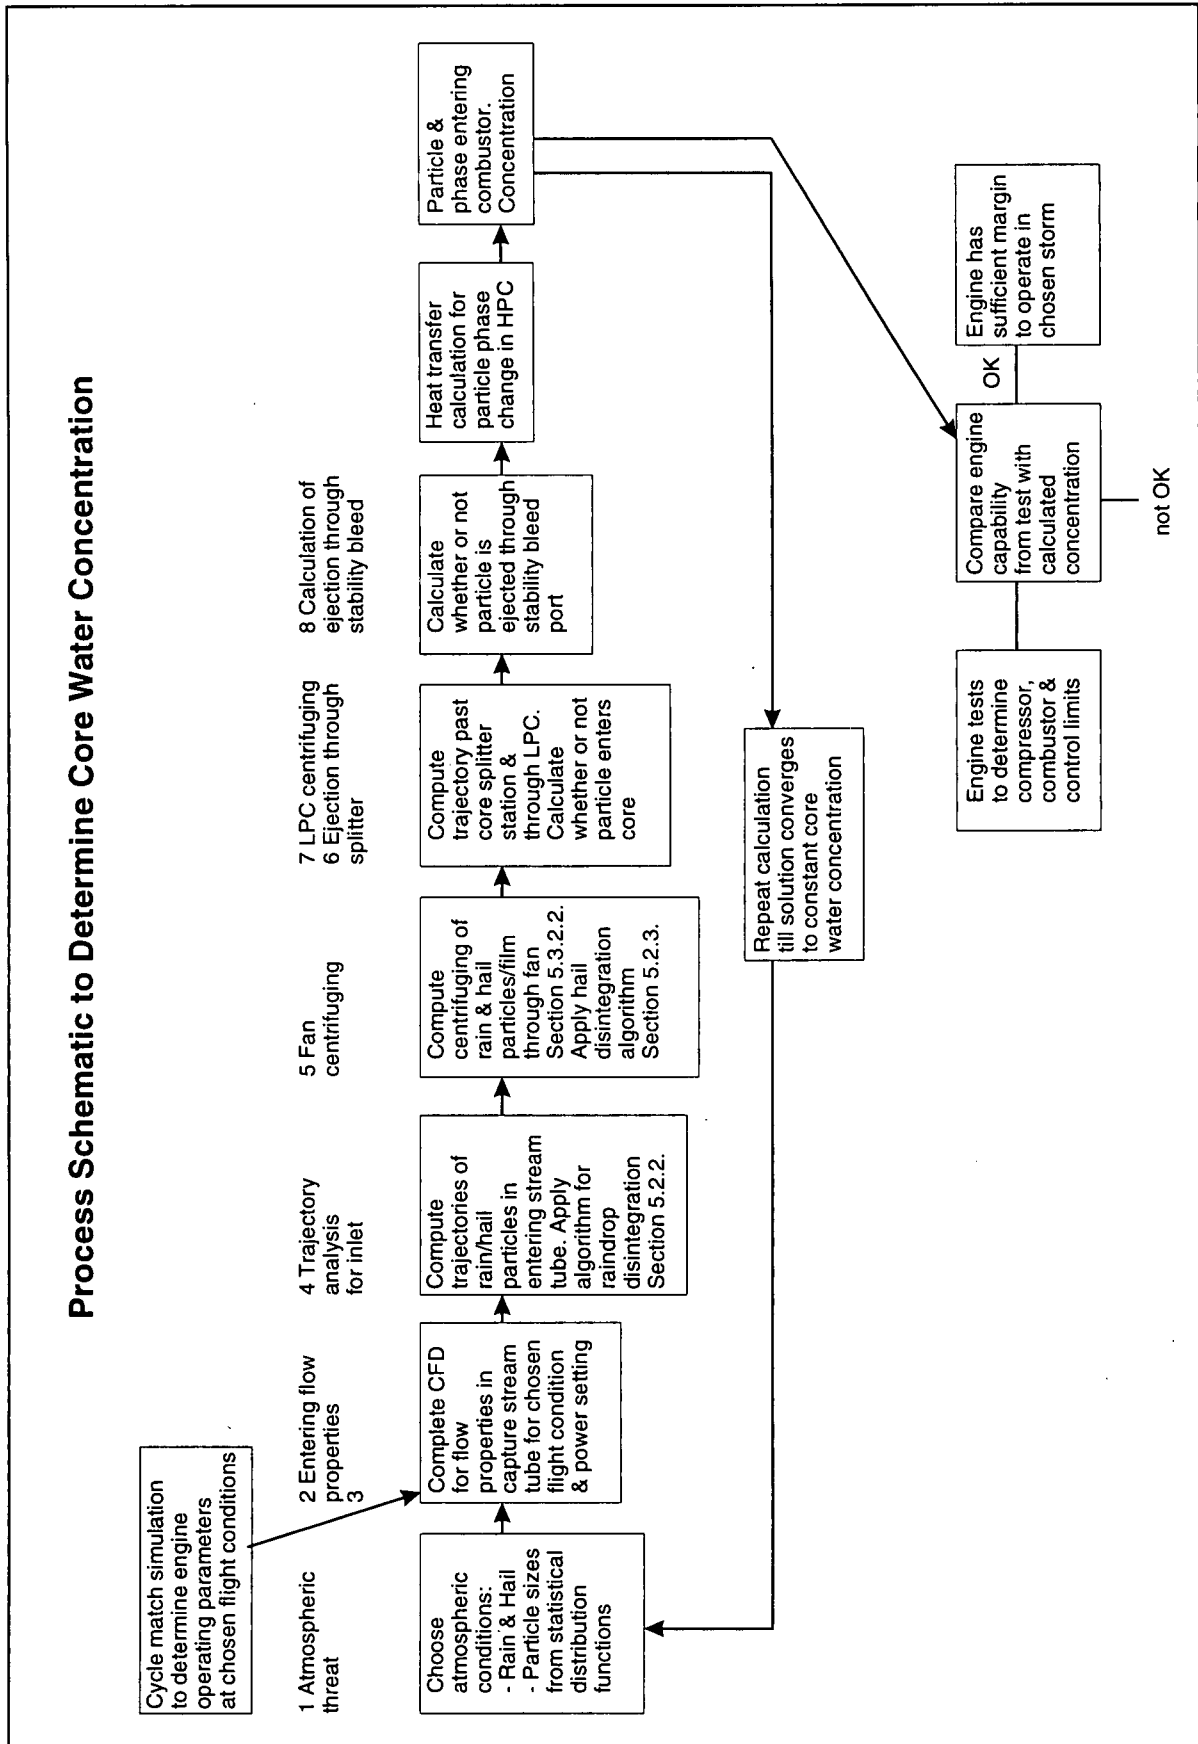 Process Schematic to Determine Core Water Concentration
Cycle match simulation
to determine engine
operating parameters
at chosen flight conditions
1 Atmospheric
threat
2 Entering flow
properties
3
4 Trajectory
analysis
for inlet
5 Fan
centrifuging
7 LPC centrifuging
6 Ejection through
splitter
8 Calculation of
ejection through
stability bleed
Choose
atmospheric
conditions:
- Rain & Hail
- Particle sizes
from statistical
distribution
functions
Complete CFD
for flow
properties in
capture stream
tube for chosen
flight condition
& power setting
Compute
trajectories of
rain/hail
particles in
entering stream
tube. Apply
algorithm for
raindrop
disintegration
Section 5.2.2.
Compute
centrifuging of
rain & hail
particles/film
through fan
Section 5.3.2.2.
Apply hail
disintegration
algorithm
Section 5.2.3.
Compute
trajectory past
core splitter
station &
through LPC.
Calculate
whether or not
particle enters
core
Calculate
whether or not
particle is
ejected through
stability bleed
port
Heat transfer
calculation for
particle phase
change in HPC
Particle &
phase entering
combustor.
Concentration
Repeat calculation
till solution converges
to constant core
water concentration
Engine tests
to determine
compressor,
combustor &
control limits
Compare engine
capability
from test with
calculated
concentration
OK
Engine has
sufficient margin
to operate in
chosen storm
not OK